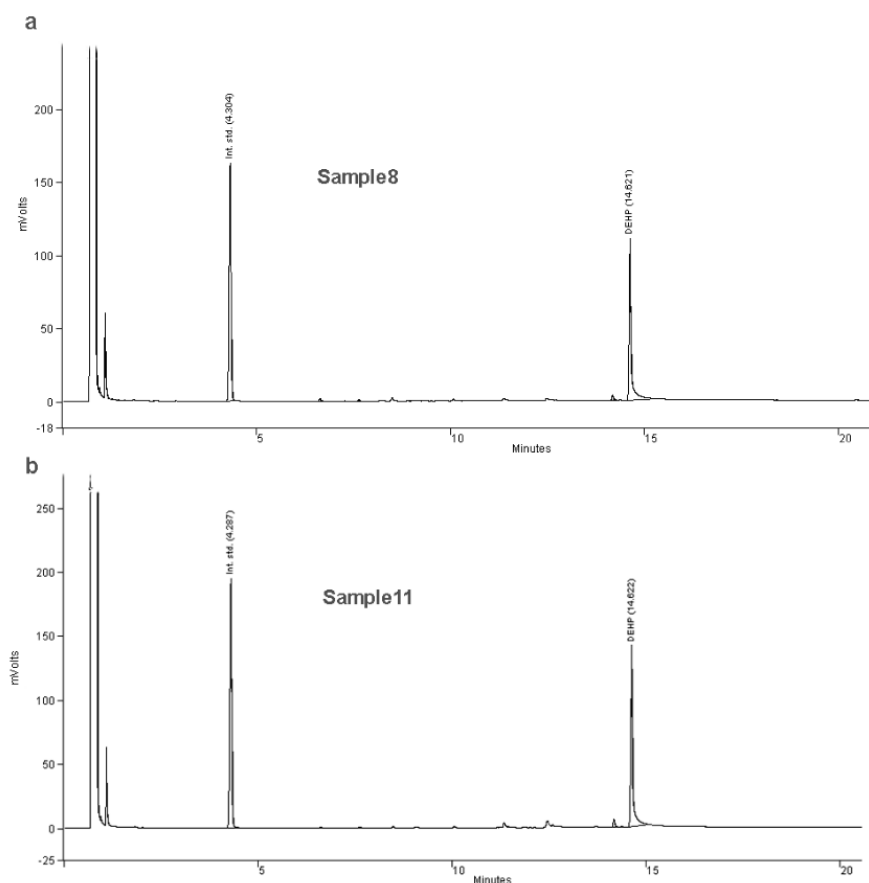 a
200
150
100
50
0
-18
mVolts
Int. std. (4.304)
Sample8
DEHP (14.621)
5
10
15
20
Minutes
b
250
200
150
100
50
0
-25
mVolts
Int. std. (4.287)
Sample11
DEHP (14.622)
5
10
15
20
Minutes